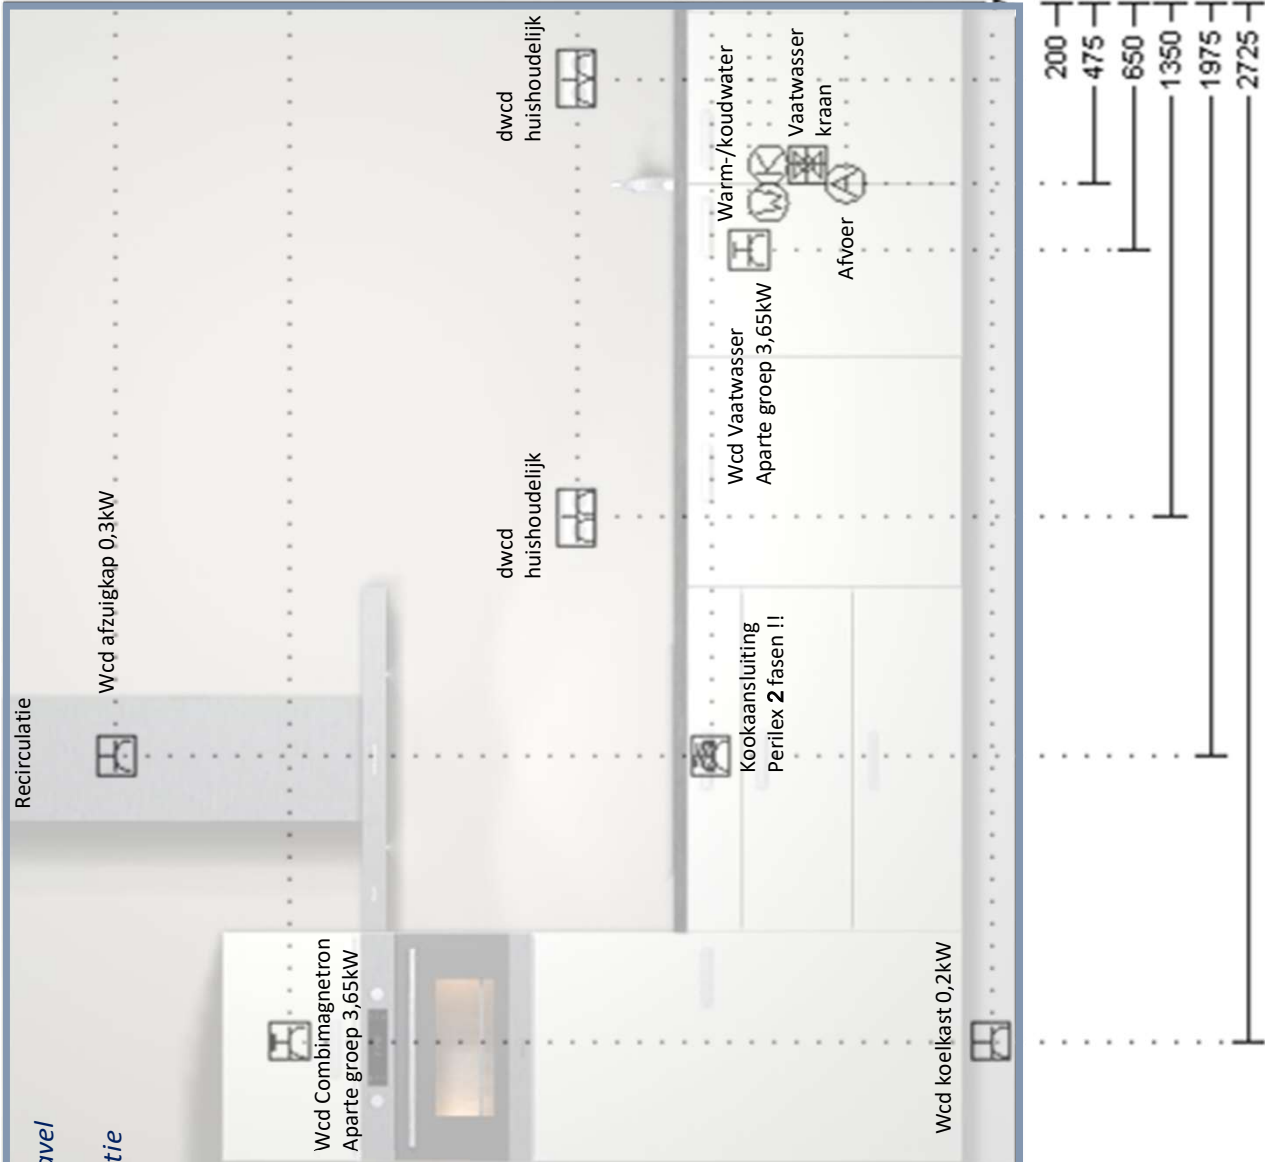 avel
tie
Recirculatie
Wcd afzuigkap 0,3kW
Wcd Combimagnetron
Aparte groep 3,65kW
dwcd
huishoudelijk
dwcd
huishoudelijk
Kookaansluiting
Perilex 2 fasen !!
Wcd Vaatwasser
Aparte groep 3,65kW
Warm-/koudwater
Vaatwasser
kraan
W
K
A
Afvoer
Wcd koelkast 0,2kW
200
475
650
1350
1975
2725